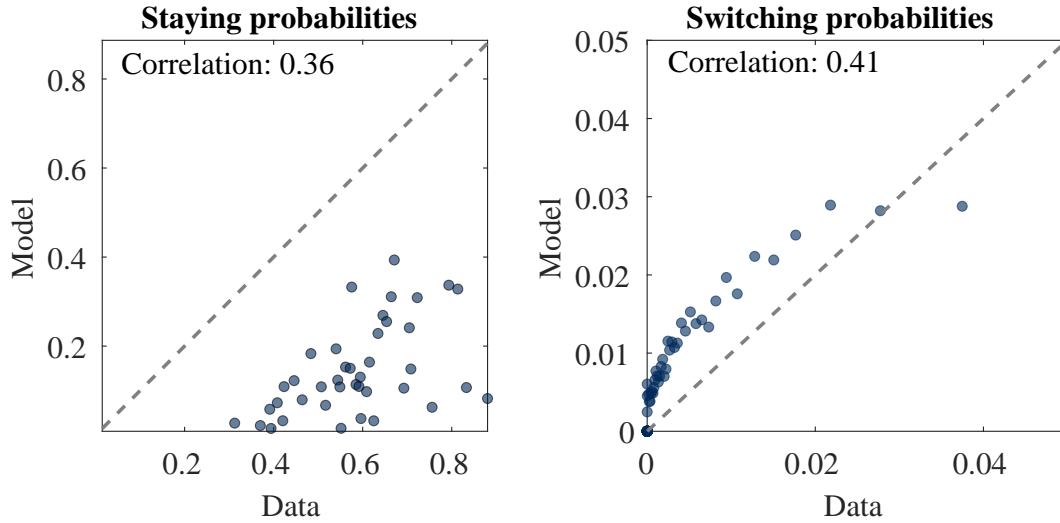 Staying probabilities
Correlation: 0.36
0.8
0.6
0.4
0.2
Model
0.2 0.4 0.6 0.8
Data
Switching probabilities
0.05
Correlation: 0.41
0.04
0.03
0.02
0.01
0
Model
0 0.02 0.04
Data